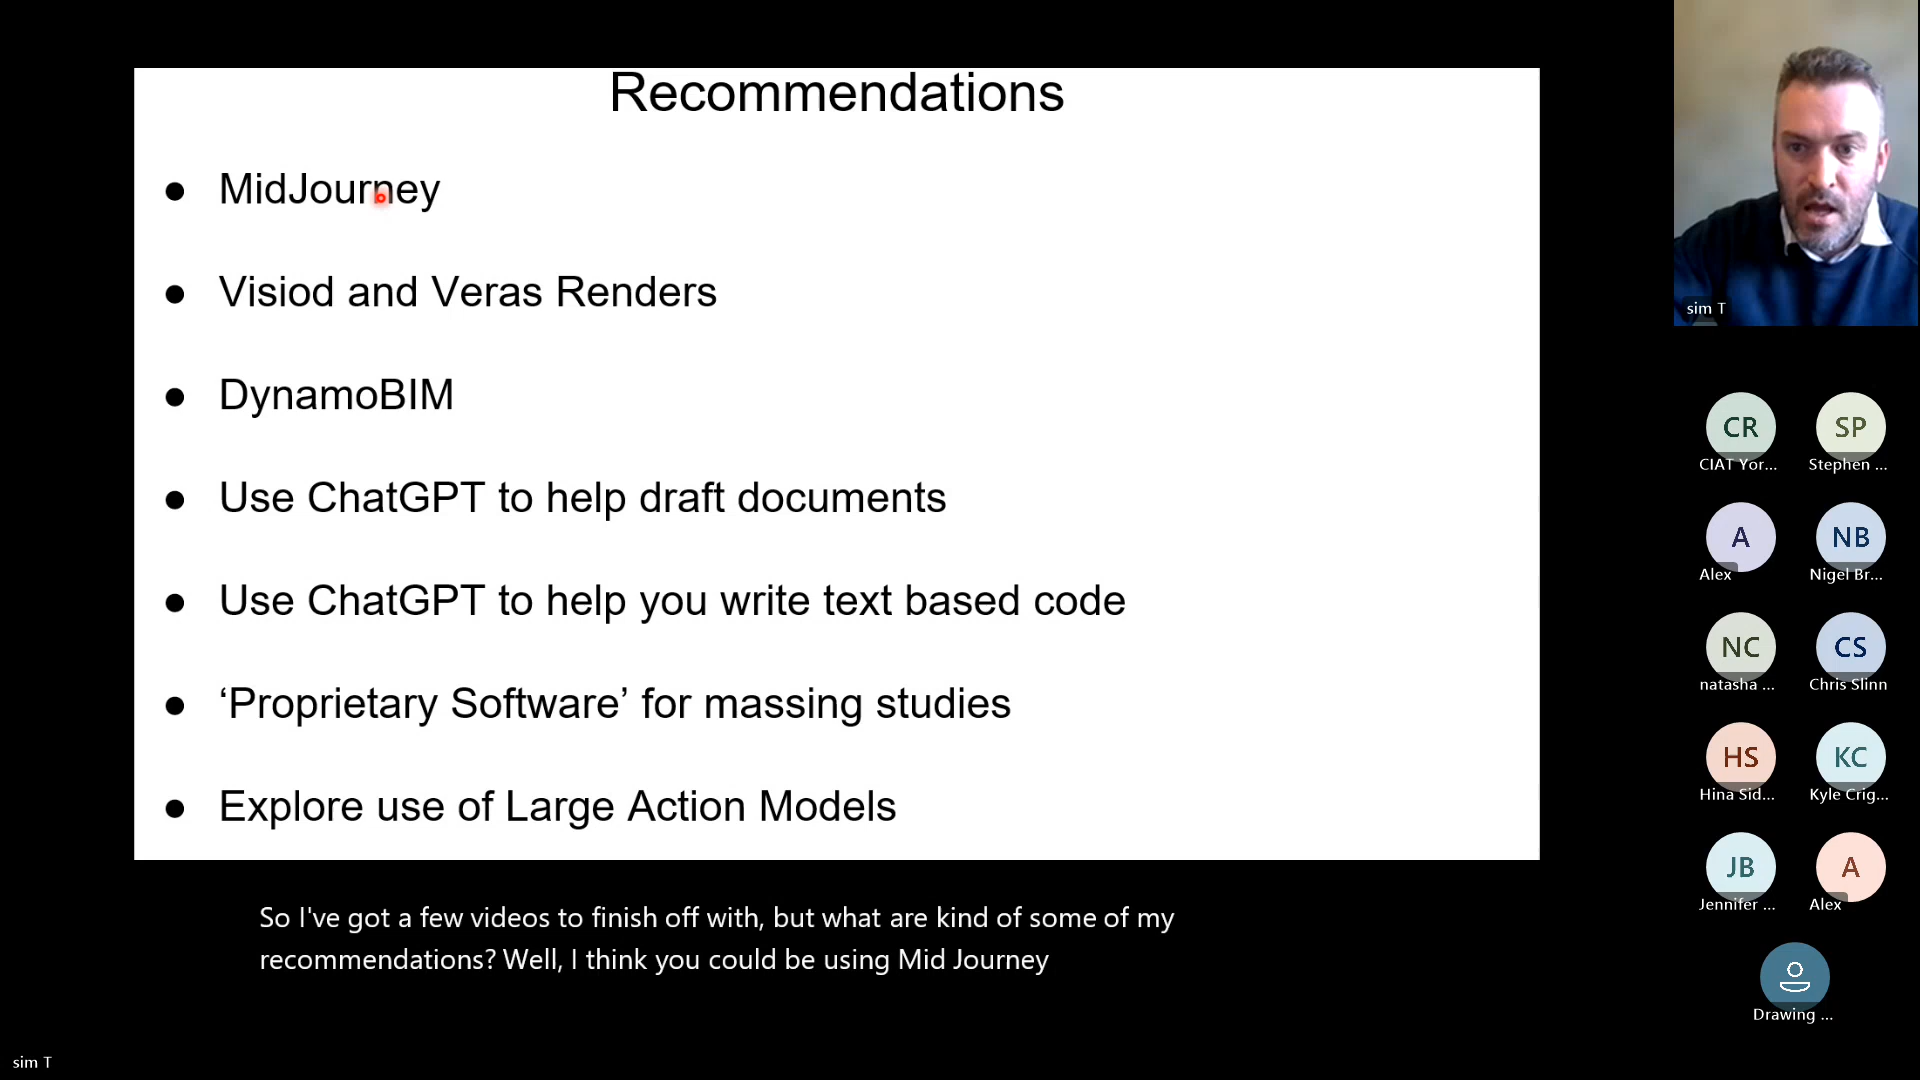 Recommendations
● MidJourney
● Visiod and Veras Renders
● DynamoBIM
● Use ChatGPT to help draft documents
● Use ChatGPT to help you write text based code
● ‘Proprietary Software’ for massing studies
● Explore use of Large Action Models
So I've got a few videos to finish off with, but what are kind of some of my
recommendations? Well, I think you could be using Mid Journey
sim T
sim T
CR SP
CIAT Yor... Stephen ...
A NB
Alex Nigel Br...
NC CS
natasha ... Chris Slinn
HS KC
Hina Sid... Kyle Crig...
JB A
Jennifer ... Alex
Drawing ...